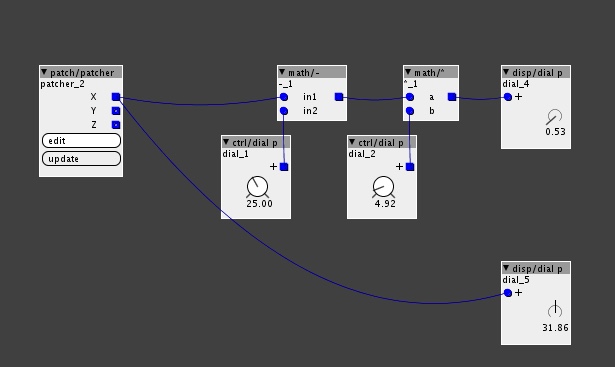 ▼ patch/patcher
patcher_2
X
Y
Z
edit
update
▼ math/-
-_1
in1
in2
▼ ctrl/dial p
dial_1
+
25.00
▼ math/^
^_1
a
b
▼ ctrl/dial p
dial_2
+
4.92
▼ disp/dial p
dial_4
+
0.53
▼ disp/dial p
dial_5
+
31.86